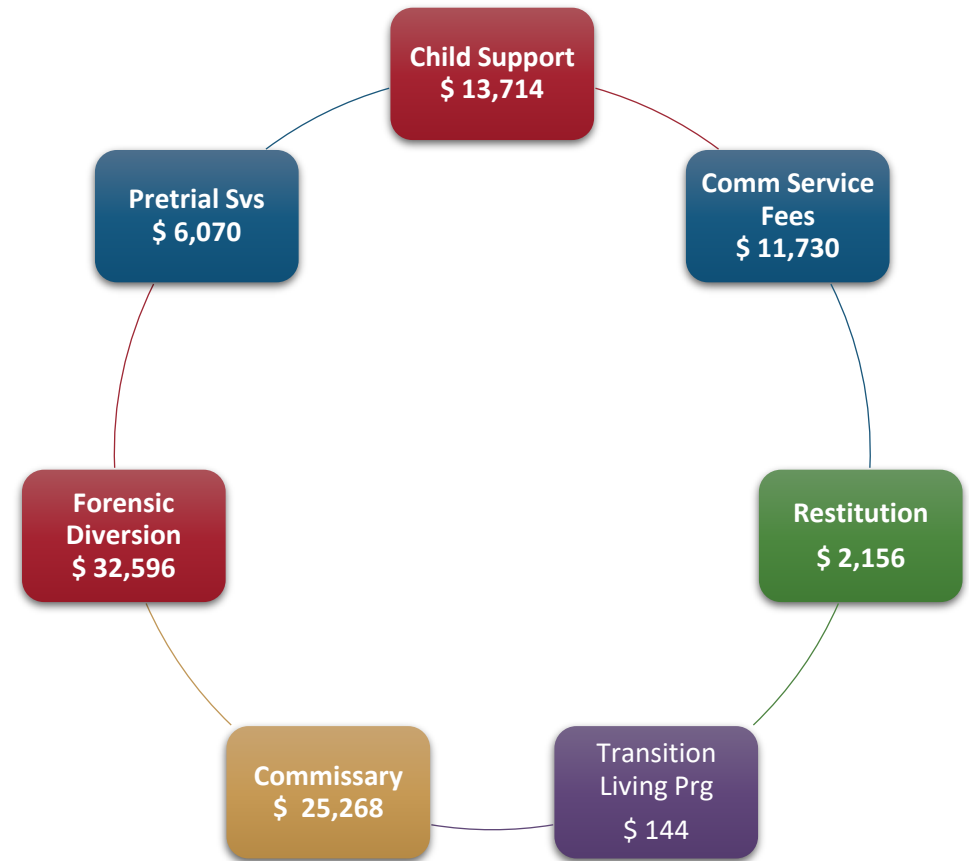 Child Support
$ 13,714
Comm Service
Fees
$ 11,730
Restitution
$ 2,156
Transition
Living Prg
$ 144
Commissary
$ 25,268
Forensic
Diversion
$ 32,596
Pretrial Svs
$ 6,070